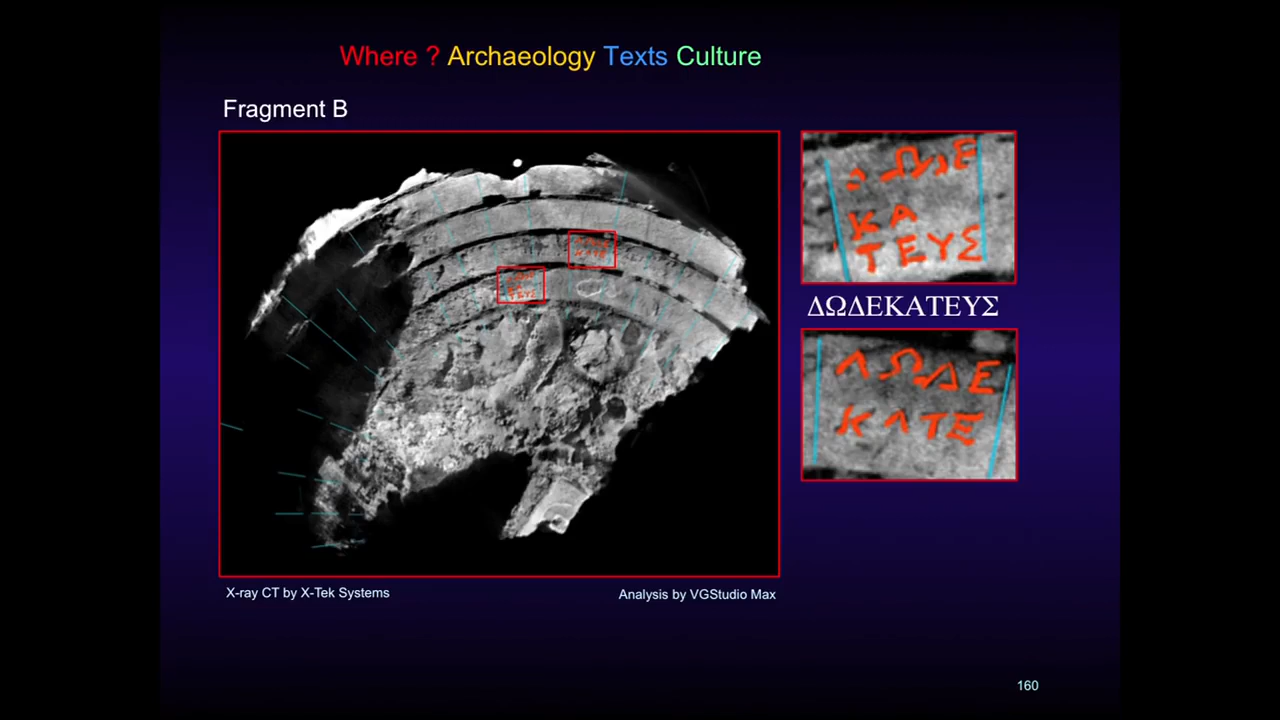 Where ? Archaeology Texts Culture
Fragment B
ΩΔΕ
ΚΑ
ΤΕΥΣ
ΔΩΔΕΚΑΤΕΥΣ
ΛΩΔΕ
ΚΛΤΕ
X-ray CT by X-Tek Systems
Analysis by VGStudio Max
160